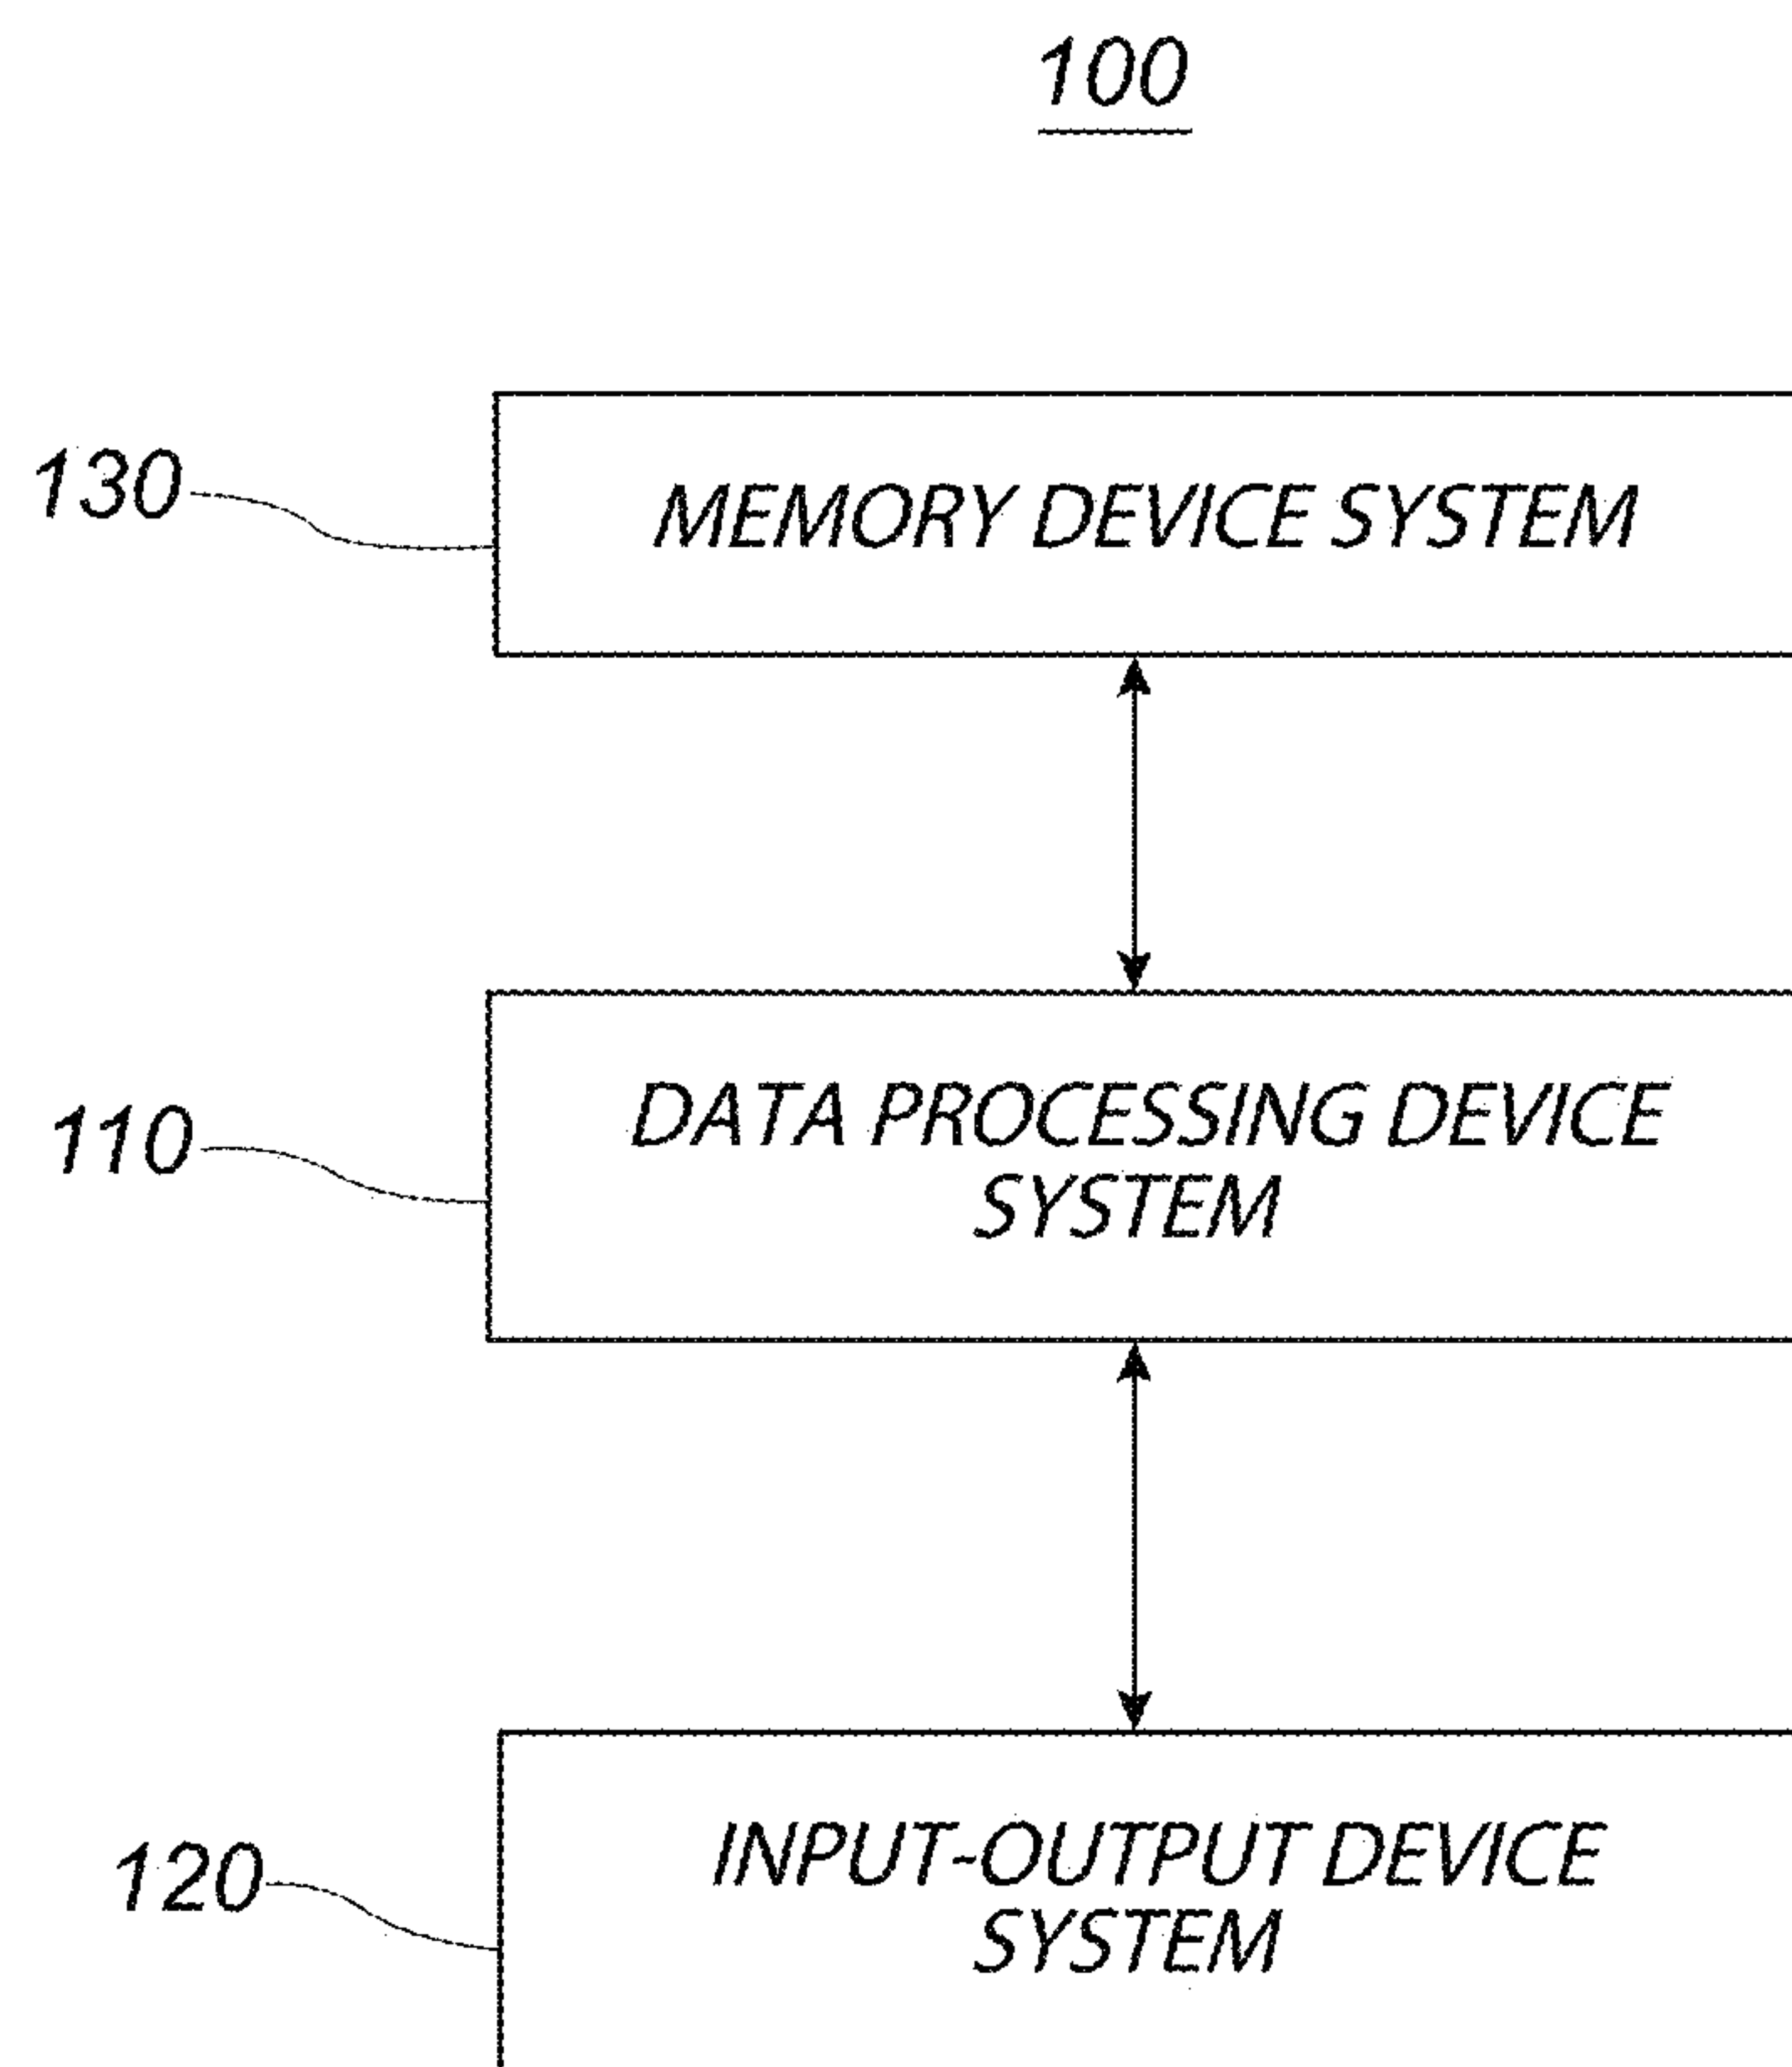 100
130
MEMORY DEVICE SYSTEM
110
DATA PROCESSING DEVICE
SYSTEM
120
INPUT-OUTPUT DEVICE
SYSTEM